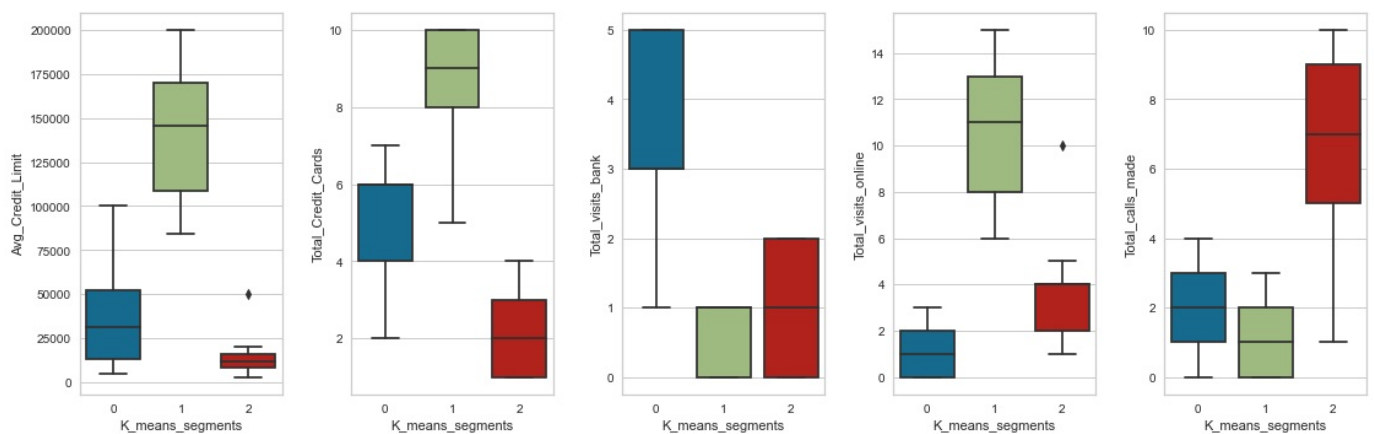 Avg_Credit_Limit
200000
175000
150000
125000
100000
75000
50000
25000
0
0 1 2
K_means_segments
Total_Credit_Cards
10
8
6
4
2
0 1 2
K_means_segments
Total_visits_bank
5
4
3
2
1
0
0 1 2
K_means_segments
Total_visits_online
14
12
10
8
6
4
2
0
0 1 2
K_means_segments
Total_calls_made
10
8
6
4
2
0
0 1 2
K_means_segments